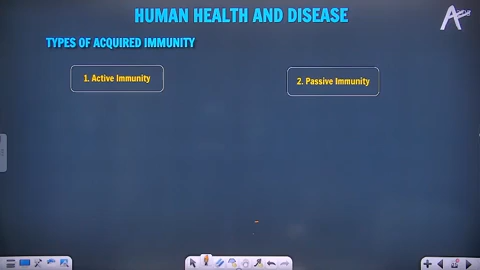 HUMAN HEALTH AND DISEASE
TYPES OF ACQUIRED IMMUNITY
1. Active Immunity
2. Passive Immunity